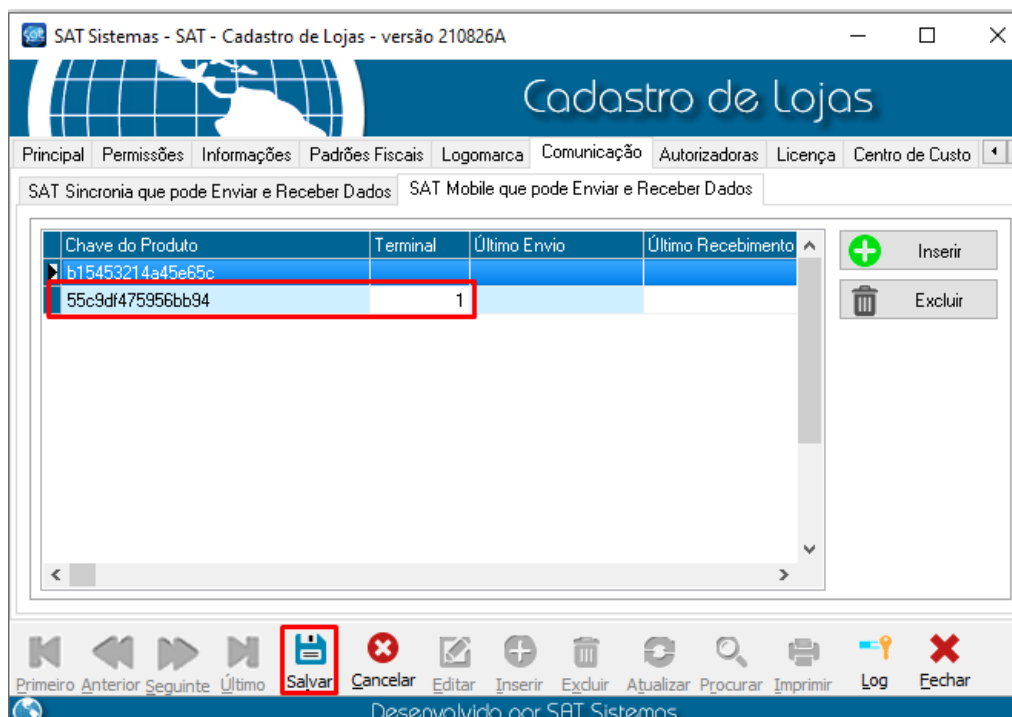 SAT Sistemas - SAT - Cadastro de Lojas - versão 210826A
Cadastro de Lojas
Principal Permissões Informações Padrões Fiscais Logomarca Comunicação Autorizadoras Licença Centro de Custo
SAT Sincronia que pode Enviar e Receber Dados SAT Mobile que pode Enviar e Receber Dados
Chave do Produto Terminal Último Envio Último Recebimento
b15453214a45e65c
55c9df475956bb94 1
Inserir
Excluir
Primeiro Anterior Seguinte Último Salvar Cancelar Editar Inserir Excluir Atualizar Procurar Imprimir Log Fechar
Desenvolvido por SAT Sistemas